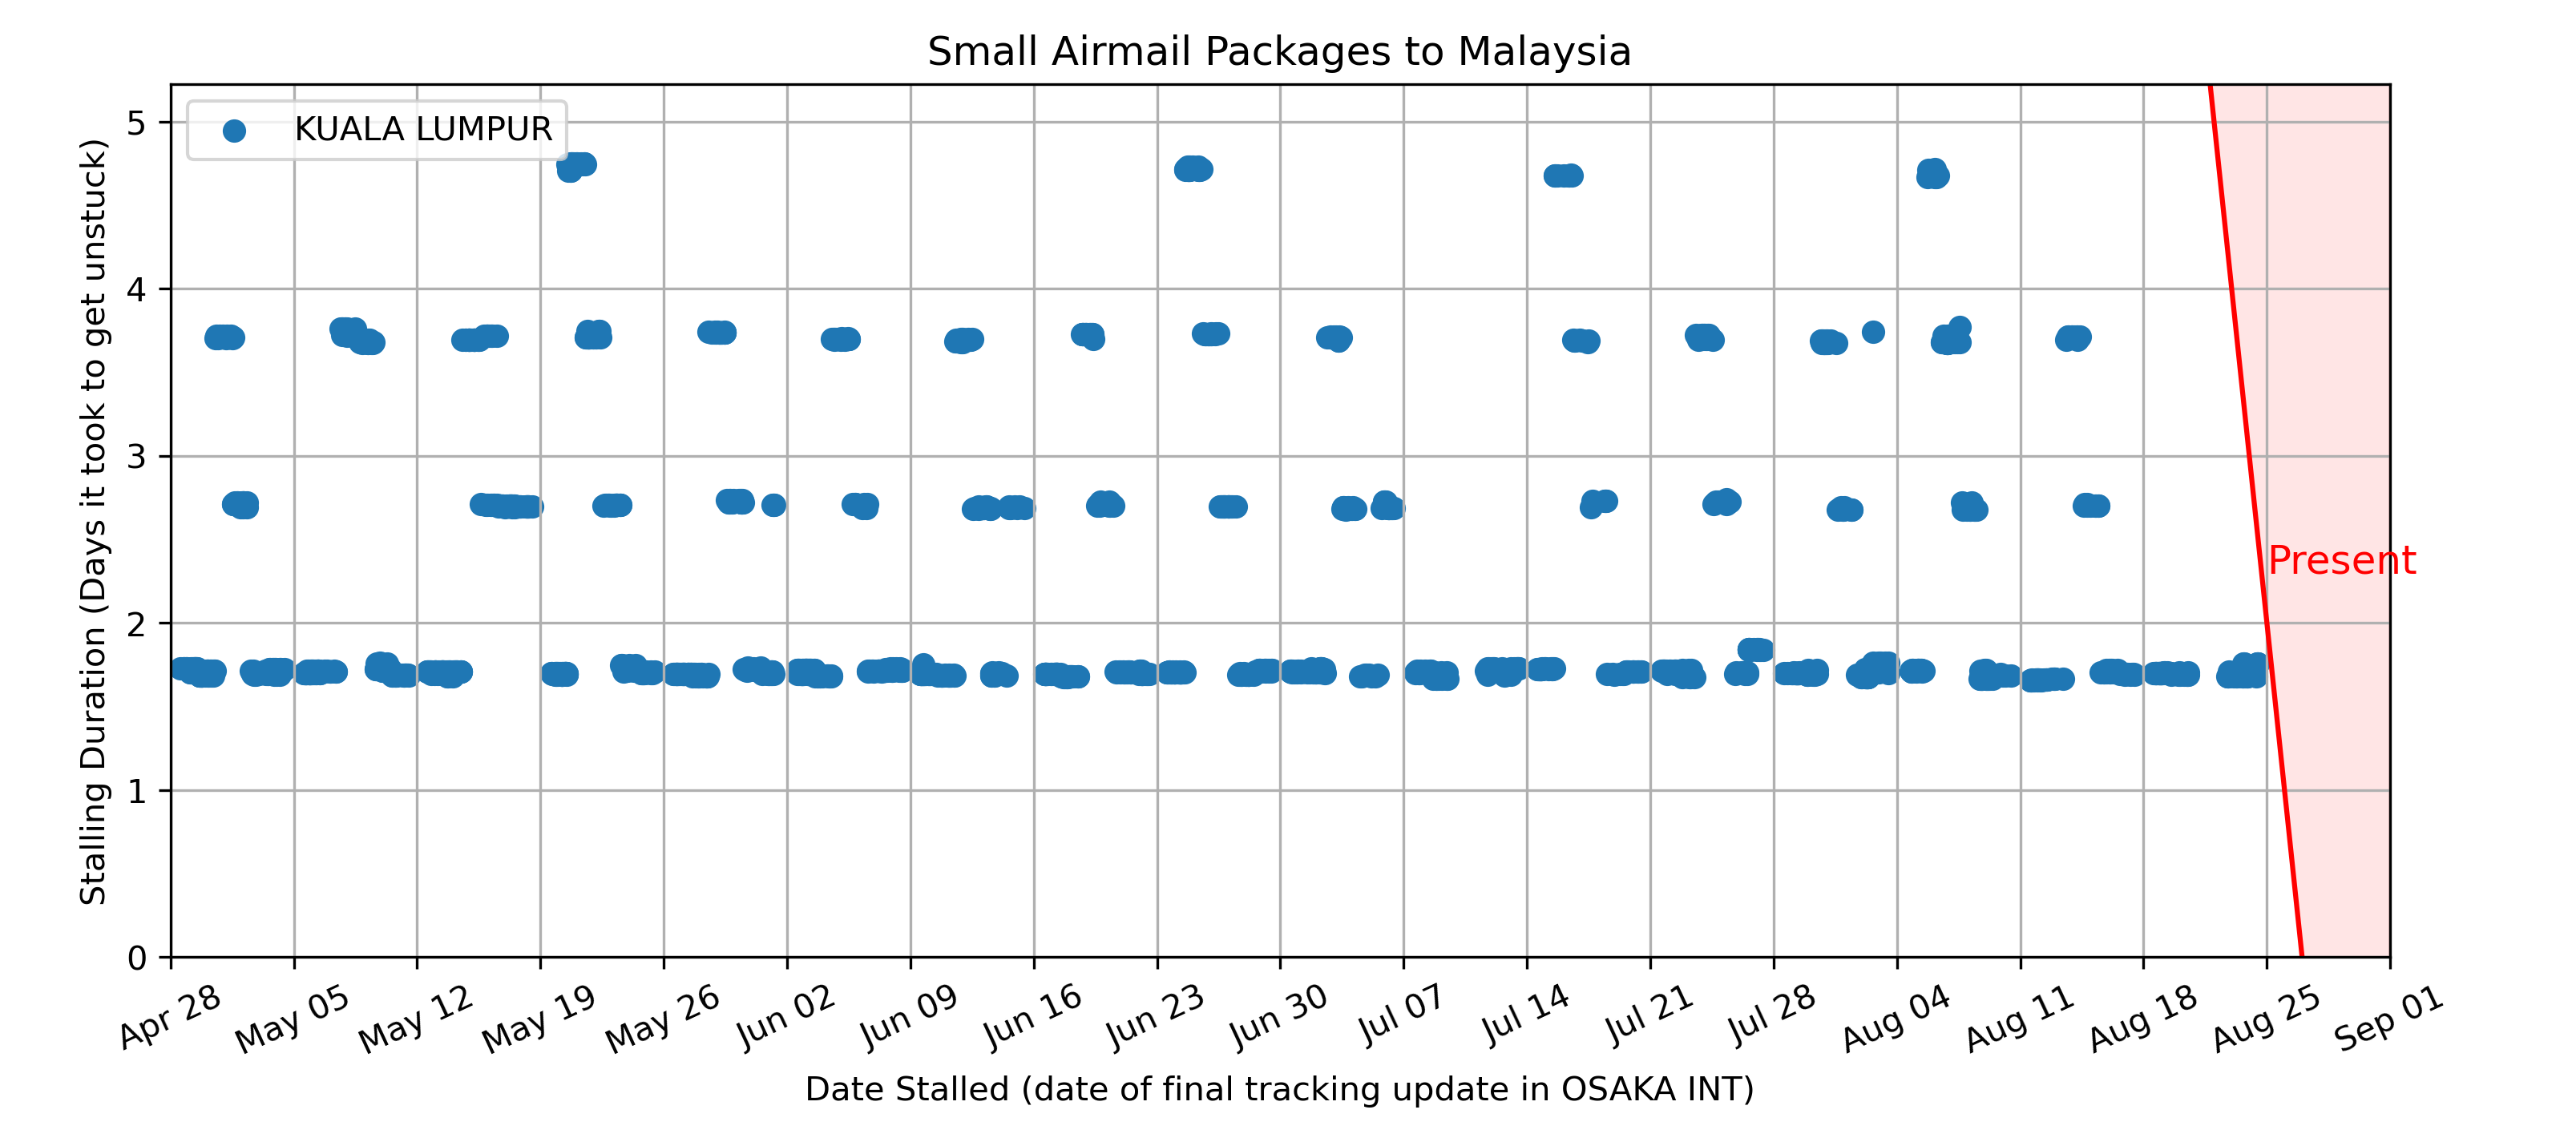 Small Airmail Packages to Malaysia
KUALA LUMPUR
Stalling Duration (Days it took to get unstuck)
5
4
3
2
1
0
Present
Apr 28 May 05 May 12 May 19 May 26 Jun 02 Jun 09 Jun 16 Jun 23 Jun 30 Jul 07 Jul 14 Jul 21 Jul 28 Aug 04 Aug 11 Aug 18 Aug 25 Sep 01
Date Stalled (date of final tracking update in OSAKA INT)